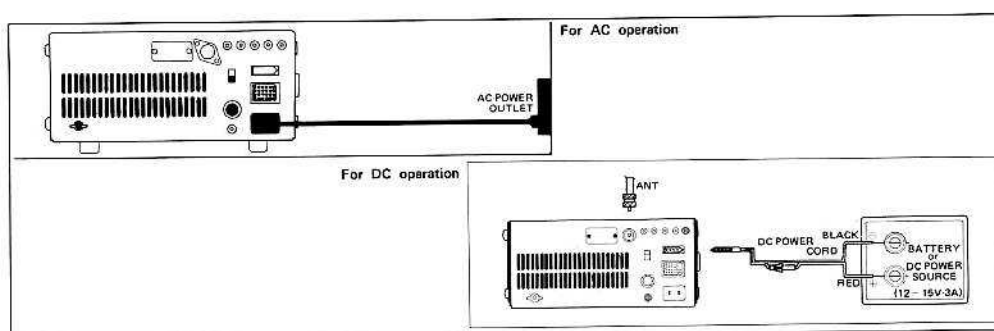 For AC operation
AC POWER
OUTLET
For DC operation
ANT
DC POWER
CORD
BLACK
RED
BATTERY
or
DC POWER
SOURCE
(12 – 15V·3A)